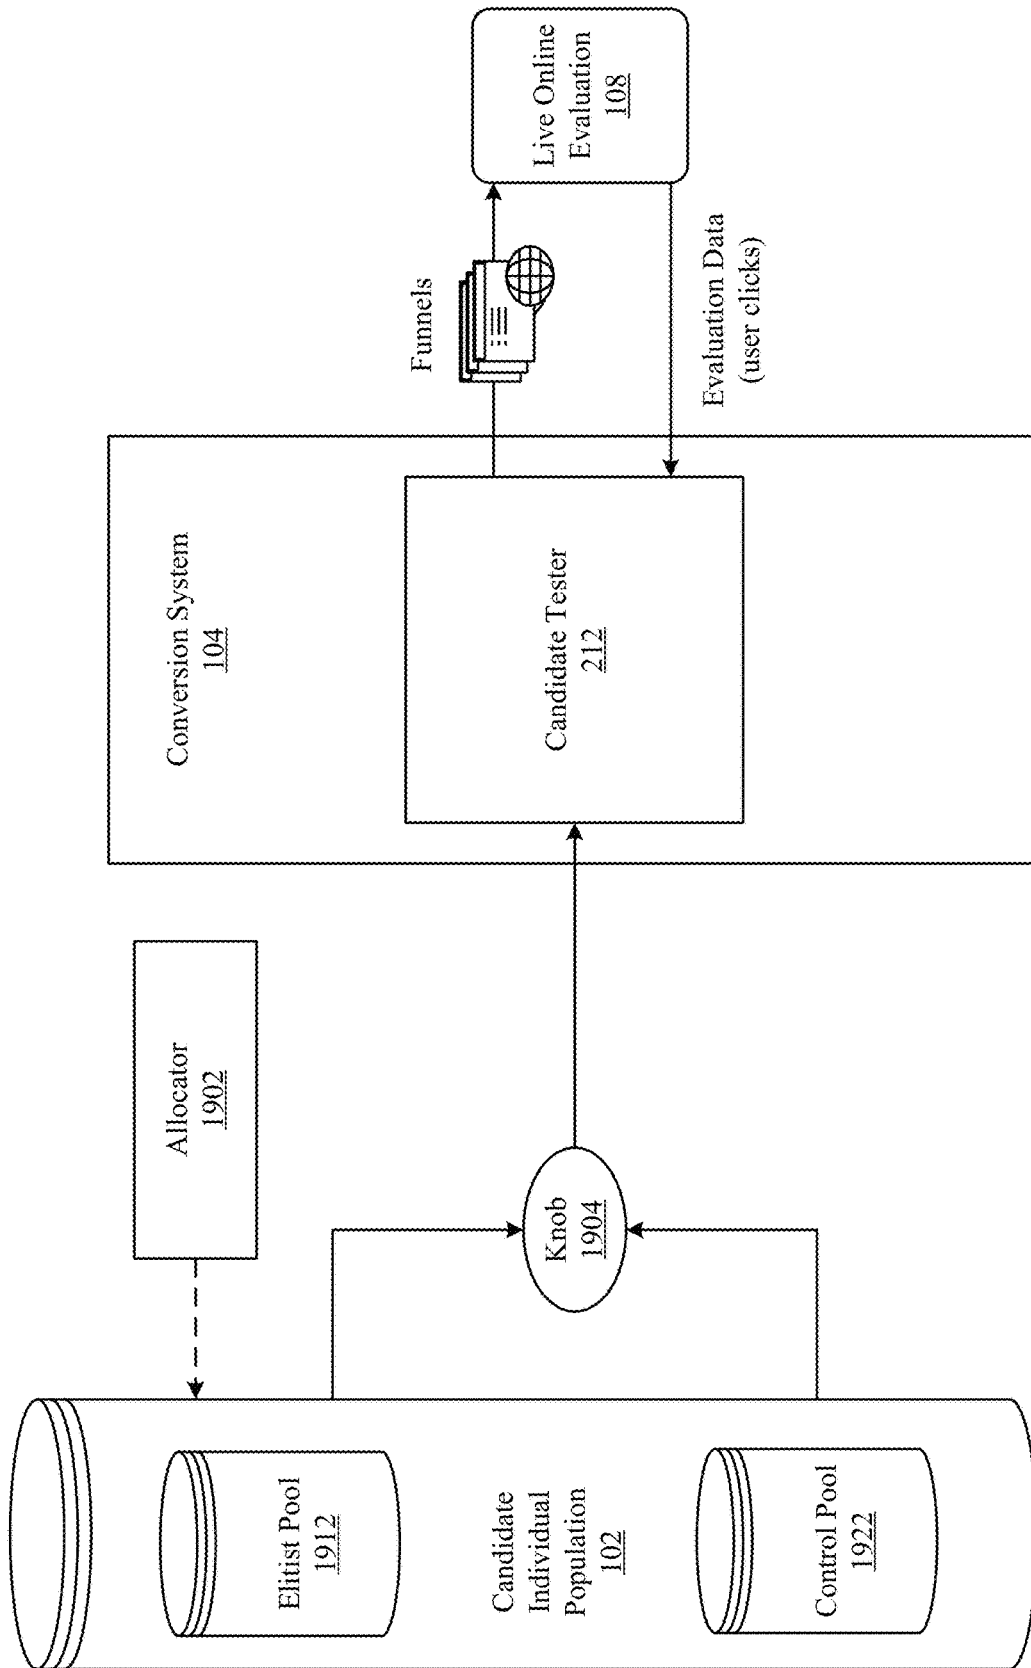 Elitist Pool
1912
Candidate
Individual
Population
102
Control Pool
1922
Allocator
1902
Knob
1904
Conversion System
104
Candidate Tester
212
Funnels
Evaluation Data
(user clicks)
Live Online
Evaluation
108